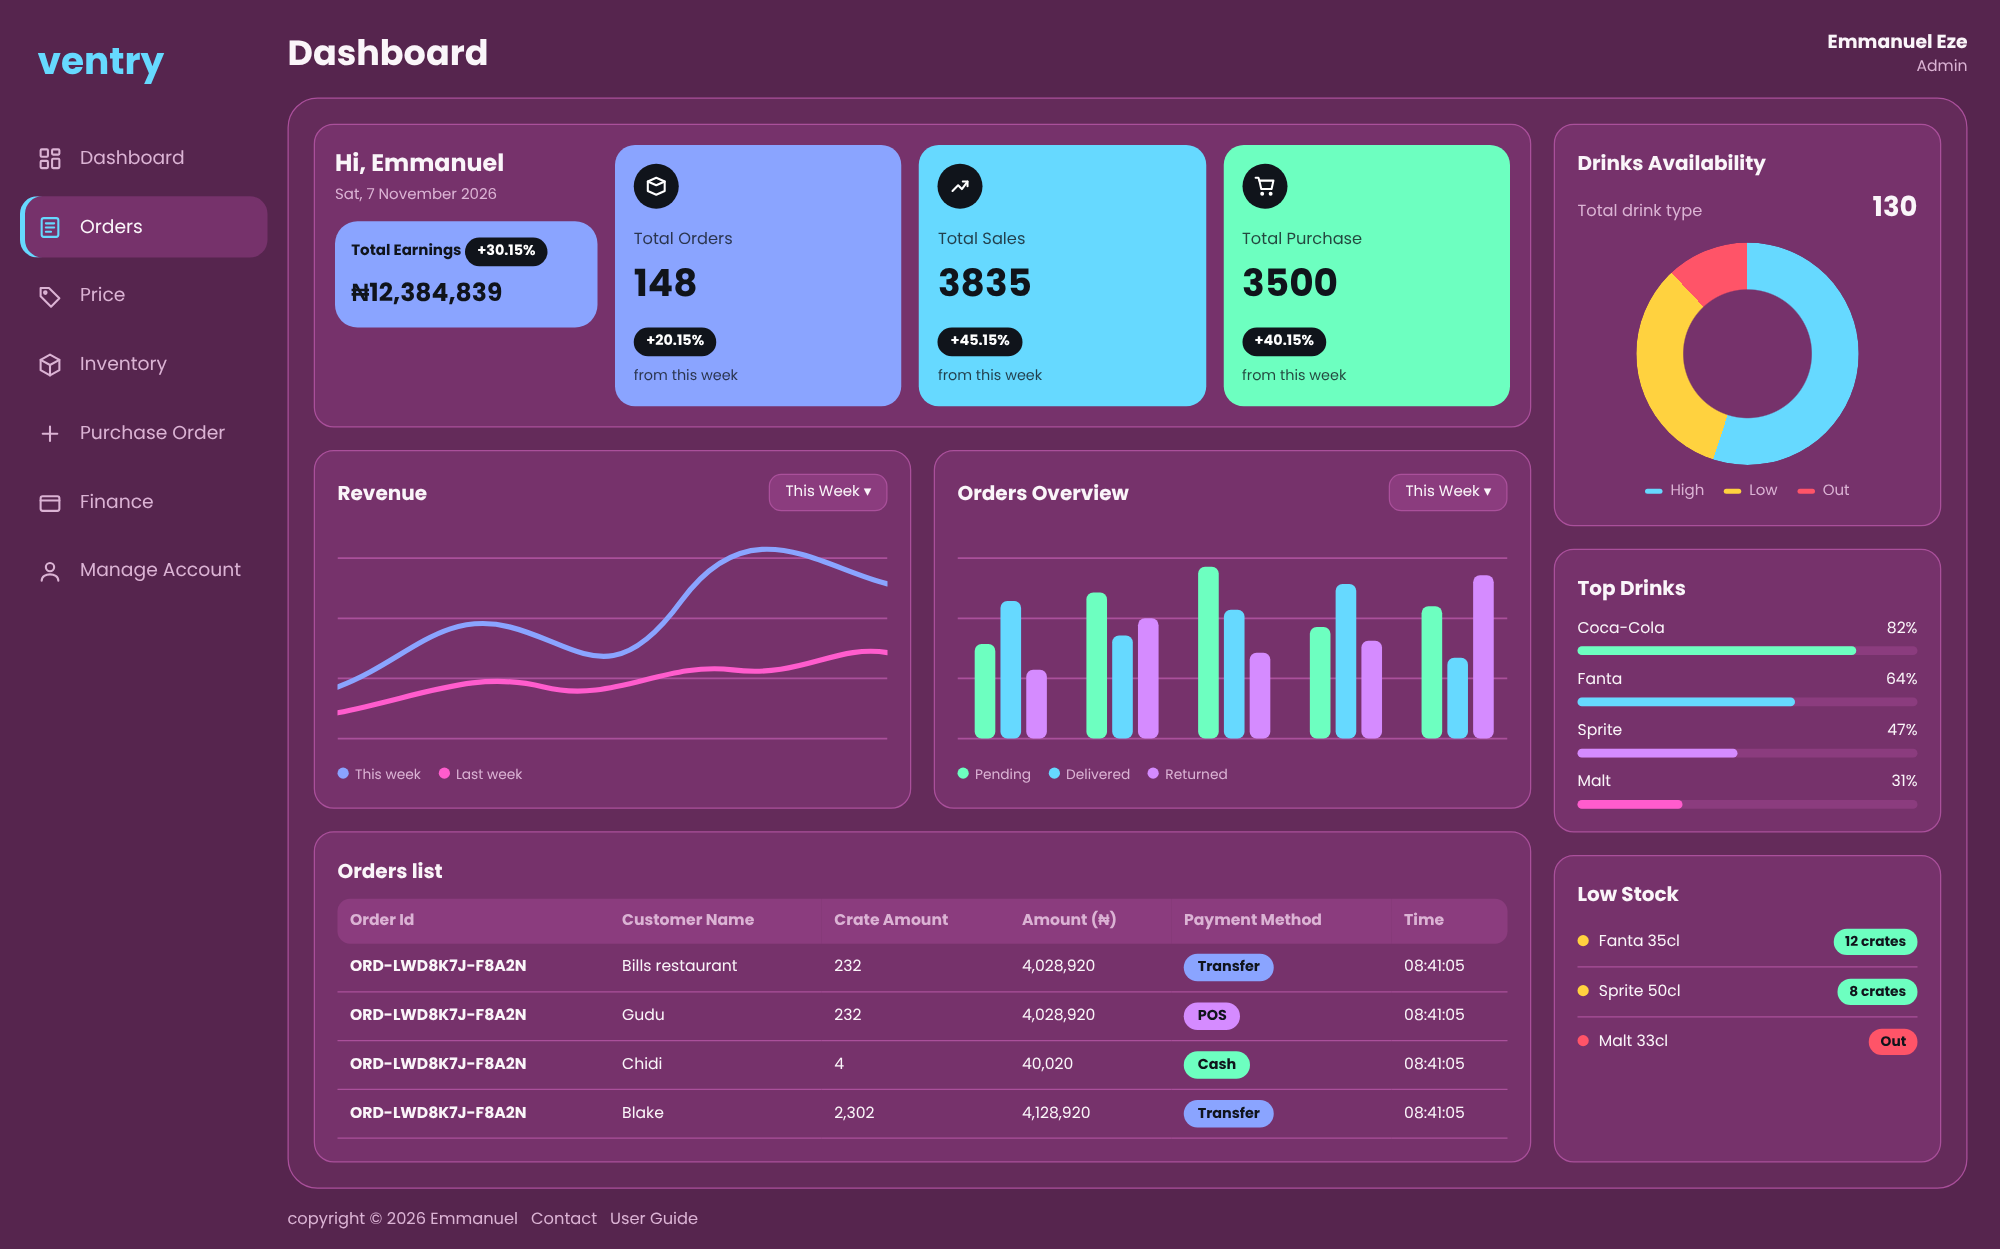 ventry
Dashboard
Orders
Price
Inventory
Purchase Order
Finance
Manage Account
Dashboard
Emmanuel Eze
Admin
Hi, Emmanuel
Sat, 7 November 2026
Total Earnings +30.15%
₦12,384,839
Total Orders
148
+20.15%
from this week
Total Sales
3835
+45.15%
from this week
Total Purchase
3500
+40.15%
from this week
Revenue
This Week ▾
This week Last week
Orders Overview
This Week ▾
Pending Delivered Returned
Orders list
Order Id Customer Name Crate Amount Amount (₦) Payment Method Time
ORD-LWD8K7J-F8A2N Bills restaurant 232 4,028,920 Transfer 08:41:05
ORD-LWD8K7J-F8A2N Gudu 232 4,028,920 POS 08:41:05
ORD-LWD8K7J-F8A2N Chidi 4 40,020 Cash 08:41:05
ORD-LWD8K7J-F8A2N Blake 2,302 4,128,920 Transfer 08:41:05
Drinks Availability
Total drink type 130
High Low Out
Top Drinks
Coca-Cola 82%
Fanta 64%
Sprite 47%
Malt 31%
Low Stock
Fanta 35cl 12 crates
Sprite 50cl 8 crates
Malt 33cl Out
copyright © 2026 Emmanuel Contact User Guide